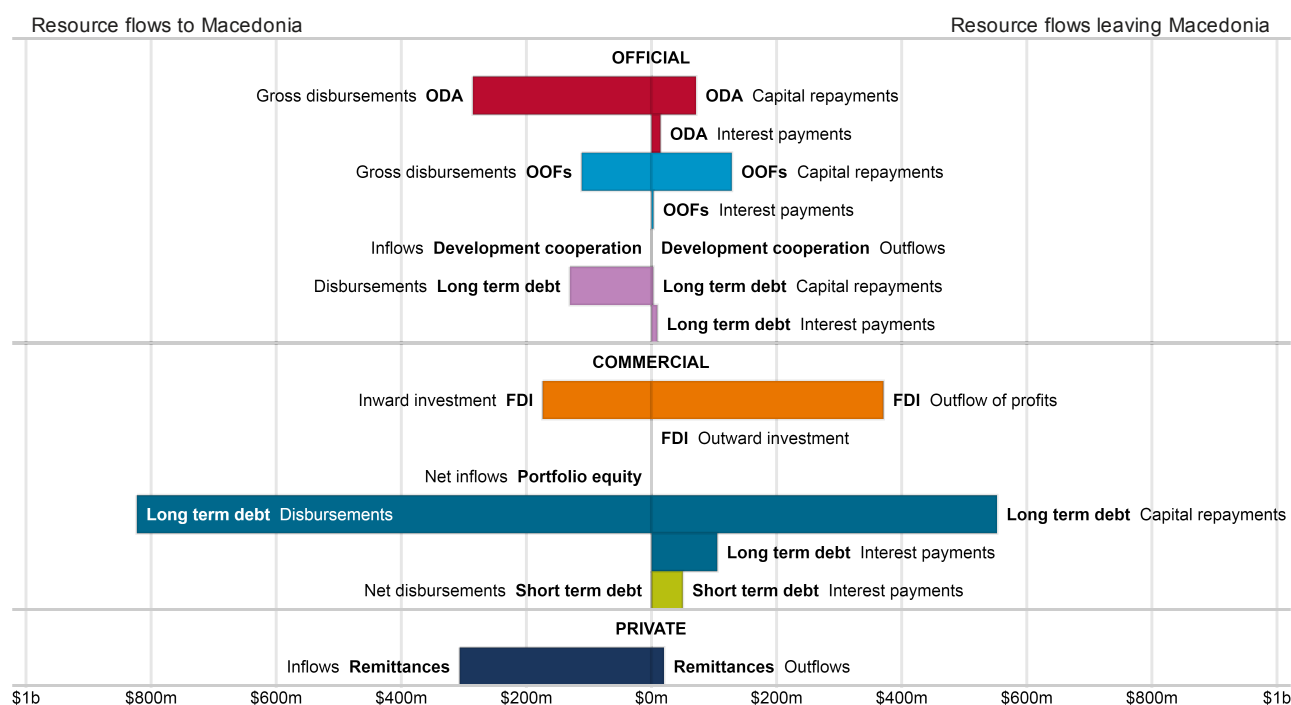 Resource flows to Macedonia Resource flows leaving Macedonia
OFFICIAL
Gross disbursements ODA ODA Capital repayments
ODA Interest payments
Gross disbursements OOFs OOFs Capital repayments
OOFs Interest payments
Inflows Development cooperation Development cooperation Outflows
Disbursements Long term debt Long term debt Capital repayments
Long term debt Interest payments
COMMERCIAL
Inward investment FDI FDI Outflow of profits
FDI Outward investment
Net inflows Portfolio equity
Long term debt Disbursements Long term debt Capital repayments
Long term debt Interest payments
Net disbursements Short term debt Short term debt Interest payments
PRIVATE
Inflows Remittances Remittances Outflows
$1b $800m $600m $400m $200m $0m $200m $400m $600m $800m $1b